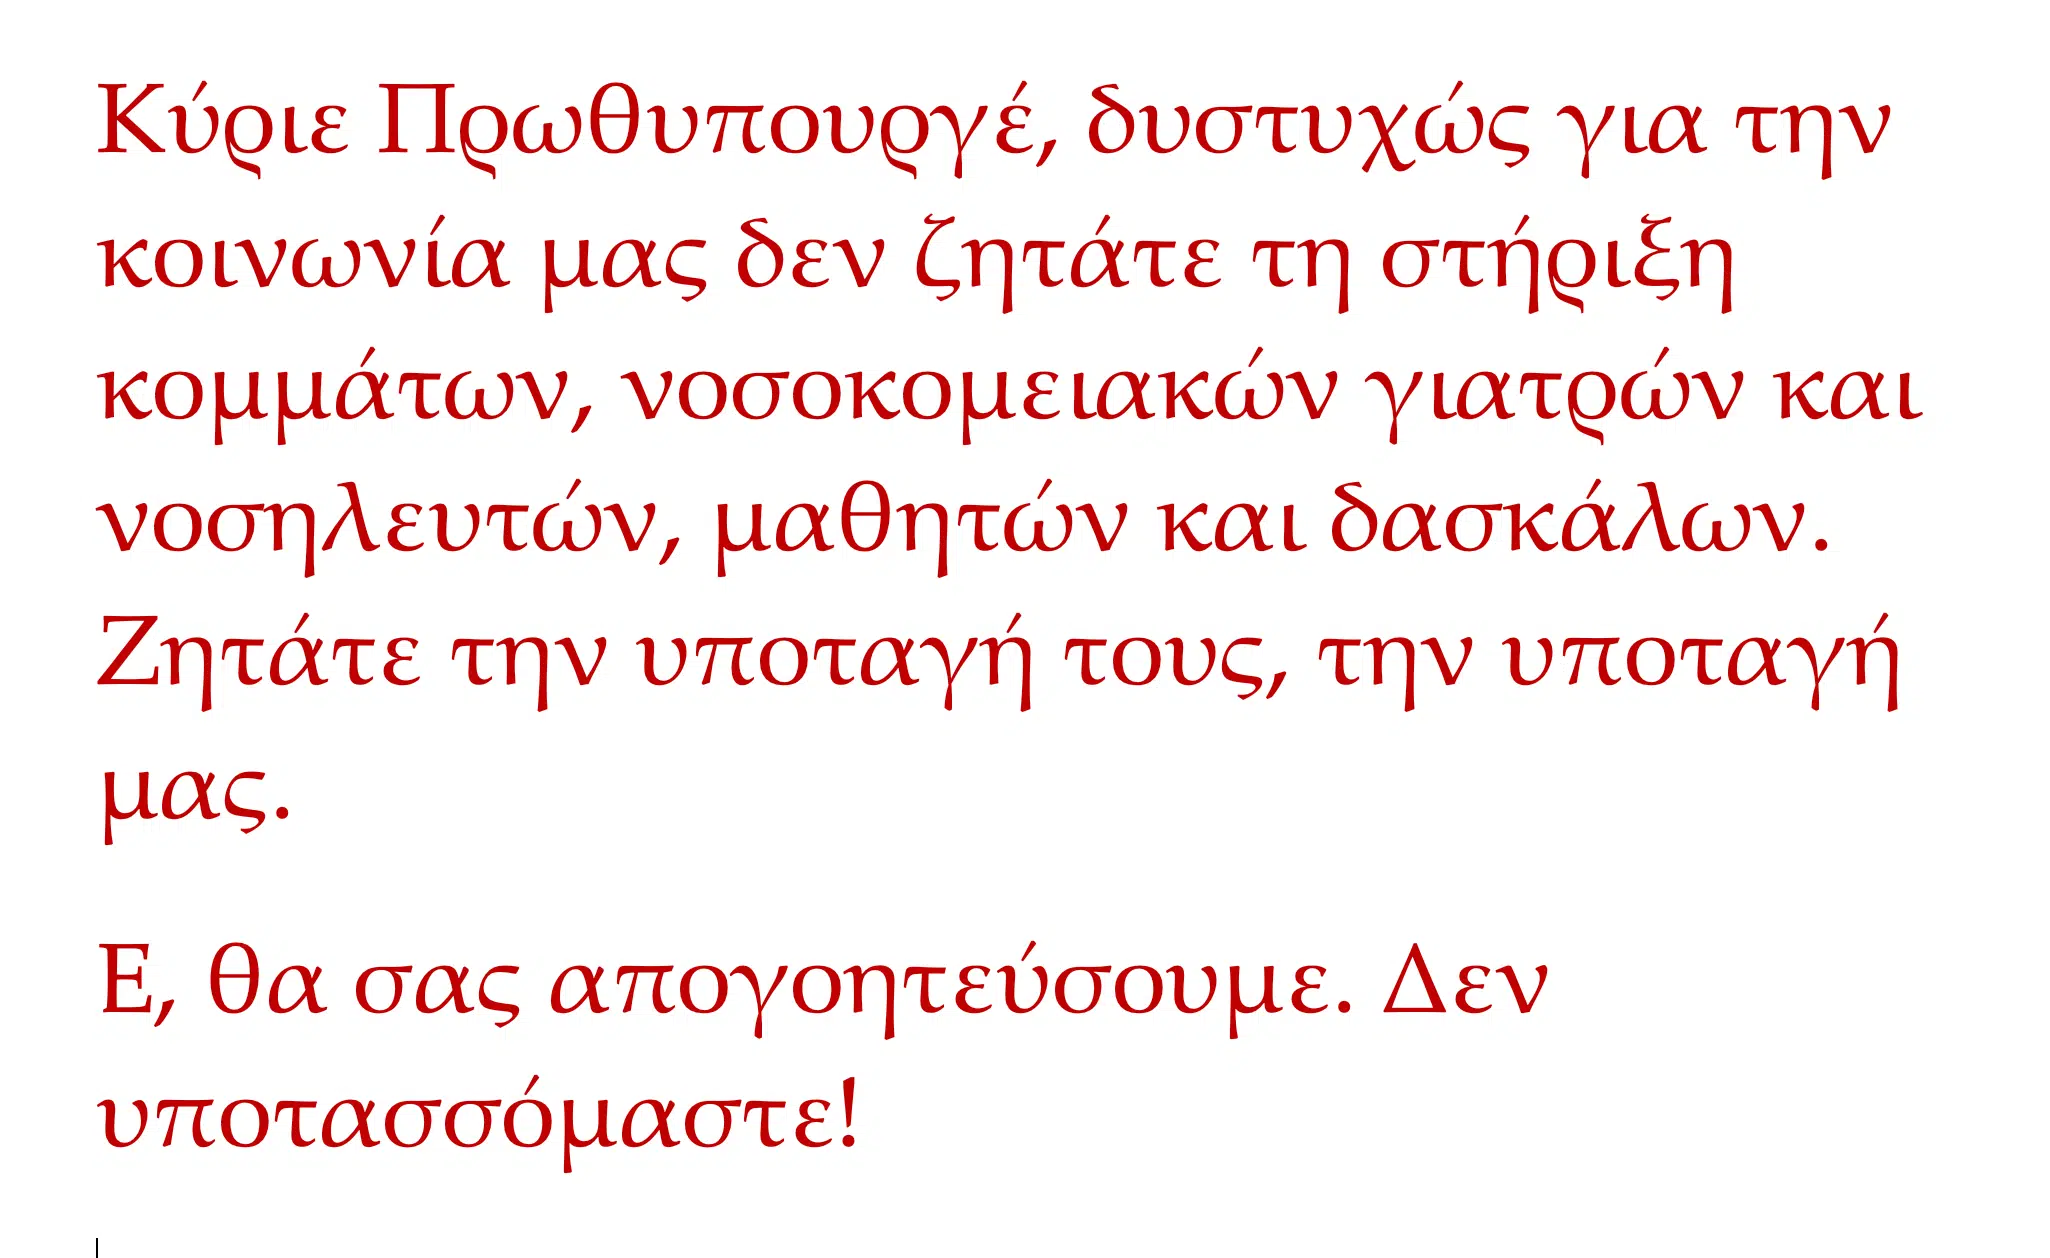 Κύριε Πρωθυπουργέ, δυστυχώς για την
κοινωνία μας δεν ζητάτε τη στήριξη
κομμάτων, νοσοκομειακών γιατρών και
νοσηλευτών, μαθητών και δασκάλων.
Ζητάτε την υποταγή τους, την υποταγή
μας.
Ε, θα σας απογοητεύσουμε. Δεν
υποτασσόμαστε!